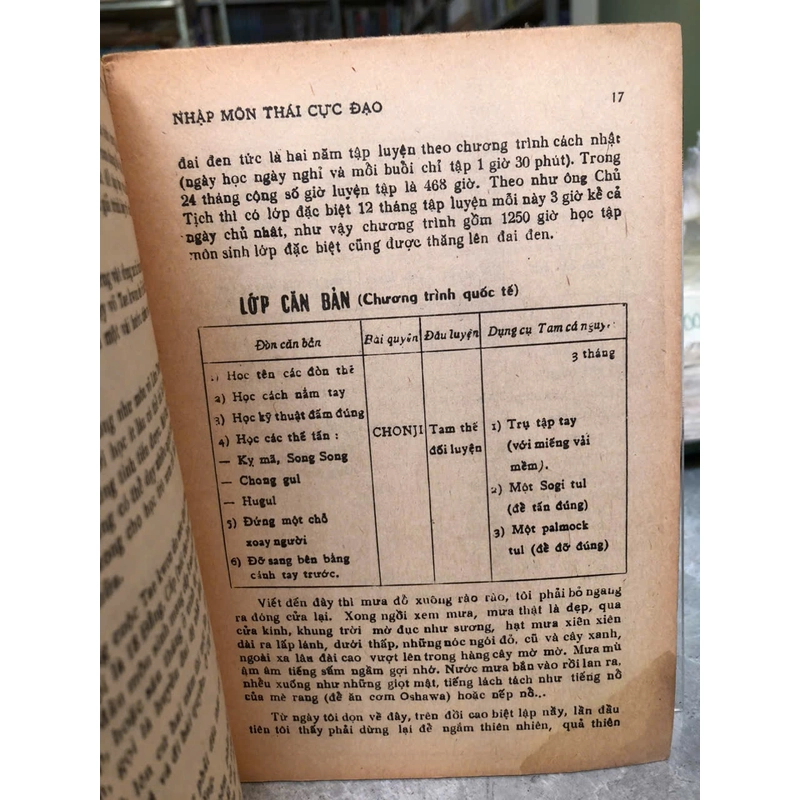 NHẬP MÔN THÁI CỰC ĐẠO 17
đai đen tức là hai năm tập luyện theo chương trình cách nhật
(ngày học ngày nghỉ và mỗi buổi chỉ tập 1 giờ 30 phút). Trong
24 tháng cộng số giờ luyện tập là 468 giờ. Theo như ông Chủ
Tịch thì có lớp đặc biệt 12 tháng tập luyện mỗi này 3 giờ kể cả
ngày chủ nhật, như vậy chương trình gồm 1250 giờ học tập
môn sinh lớp đặc biệt cũng được thăng lên đai đen.
LỚP CĂN BẢN (Chương trình quốc tế)
Đòn căn bản Bài quyền Đấu luyện Dụng cụ Tam cá nguy.
3 tháng
1) Học tên các đòn thế
2) Học cách nắm tay
3) Học kỹ thuật đấm đúng
4) Học các thế tấn :
— Kỵ mã, Song Song
— Chong gul
— Hugul
5) Đứng một chỗ
xoay người
6) Đỡ sang bên bằng
cánh tay trước.
CHONJI
Tam thế
đối luyện
1) Trụ tập tay
(với miếng vải
mềm).
2) Một Sogi tul
(để tấn đúng)
3) Một palmock
tul (để đỡ đúng)
Viết đến đây thì mưa đổ xuống rào rào, tôi phải bỏ ngang
ra đóng cửa lại. Xong ngồi xem mưa, mưa thật là đẹp, qua
cửa kính, khung trời mờ đục như sương, hạt mưa xiên xiên
dài ra lấp lánh, dưới thấp, những nóc ngói đỏ, cũ và cây xanh,
ngoài xa lâu đài cao vượt lên trong hàng cây mờ mờ. Mưa mù
ậm ậm tiếng sấm ngầm gợi nhớ. Nước mưa bắn vào rồi lan ra,
nhều xuống như những giọt mật, tiếng lách tách như tiếng nổ
của mè rang (để ăn cơm Oshawa) hoặc nếp nổ...
Từ ngày tôi dọn về đây, trên đồi cao biệt lập nầy, lần đầu
tiên tôi thấy phải dừng lại để ngắm thiên nhiên, quả thiên